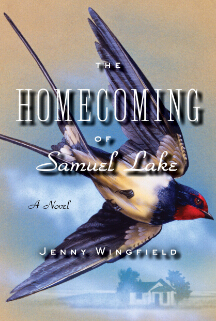 THE
HOMECOMING
OF
Samuel Lake
A Novel
JENNY WINGFIELD